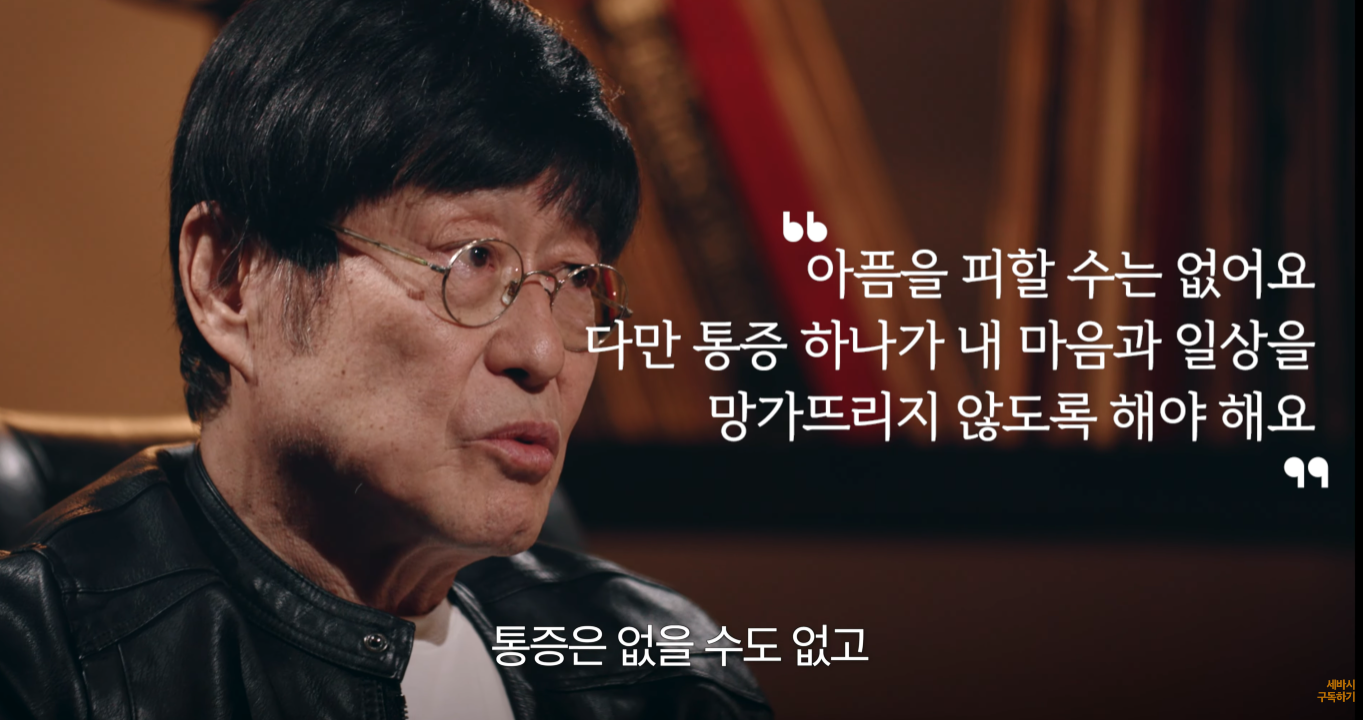 ❝
아픔을 피할 수는 없어요
다만 통증 하나가 내 마음과 일상을
망가뜨리지 않도록 해야 해요
❞
통증은 없을 수도 없고
세바시
구독하기